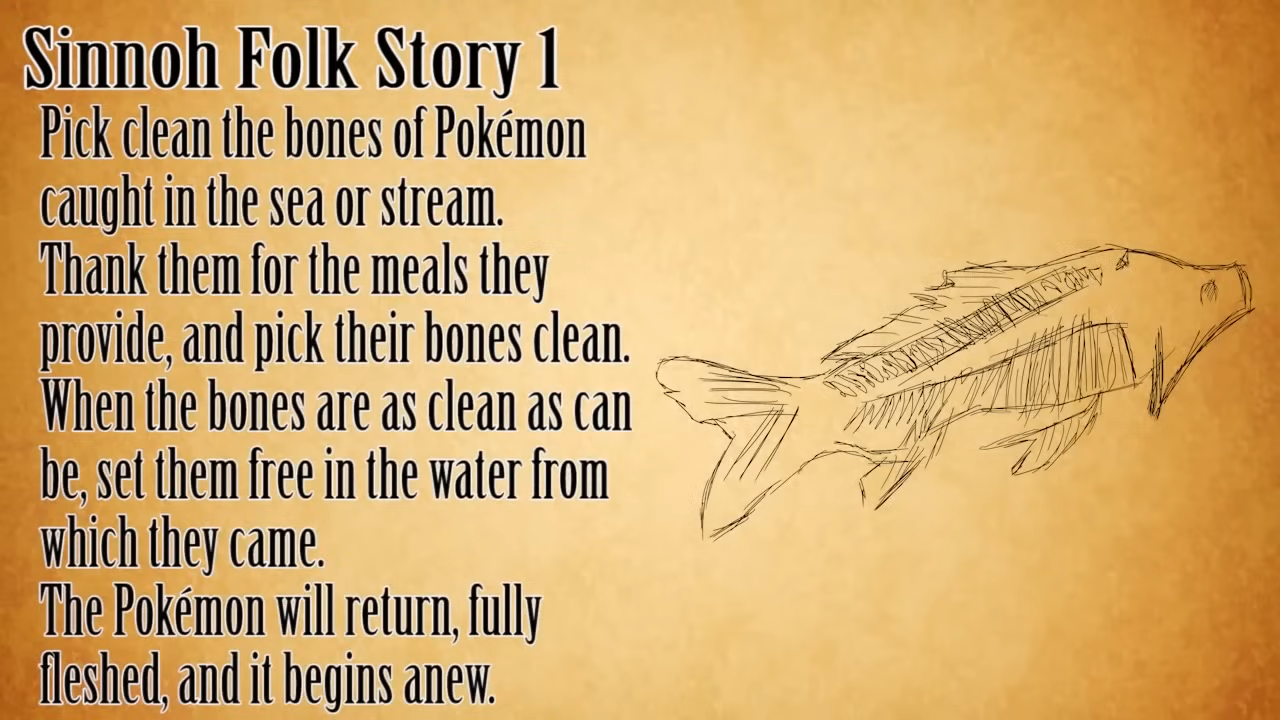 Sinnoh Folk Story 1
Pick clean the bones of Pokémon
caught in the sea or stream.
Thank them for the meals they
provide, and pick their bones clean.
When the bones are as clean as can
be, set them free in the water from
which they came.
The Pokémon will return, fully
fleshed, and it begins anew.